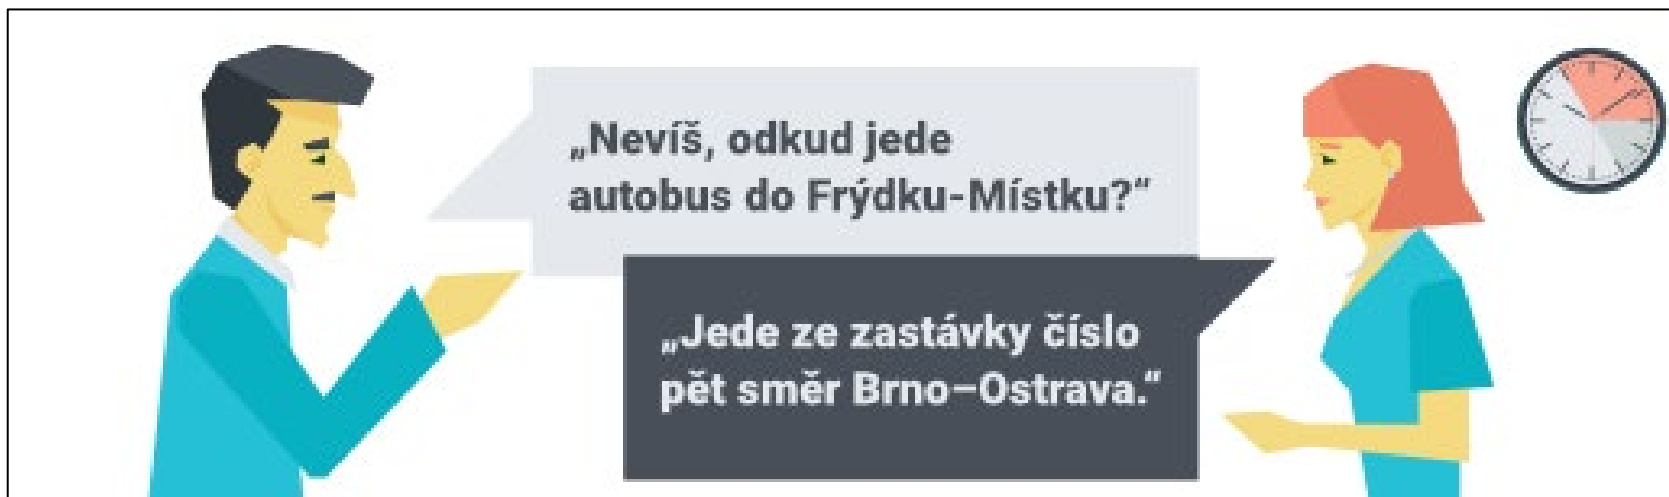 „Nevíš, odkud jede
autobus do Frýdku-Místku?“
„Jede ze zastávky číslo
pět směr Brno–Ostrava.“